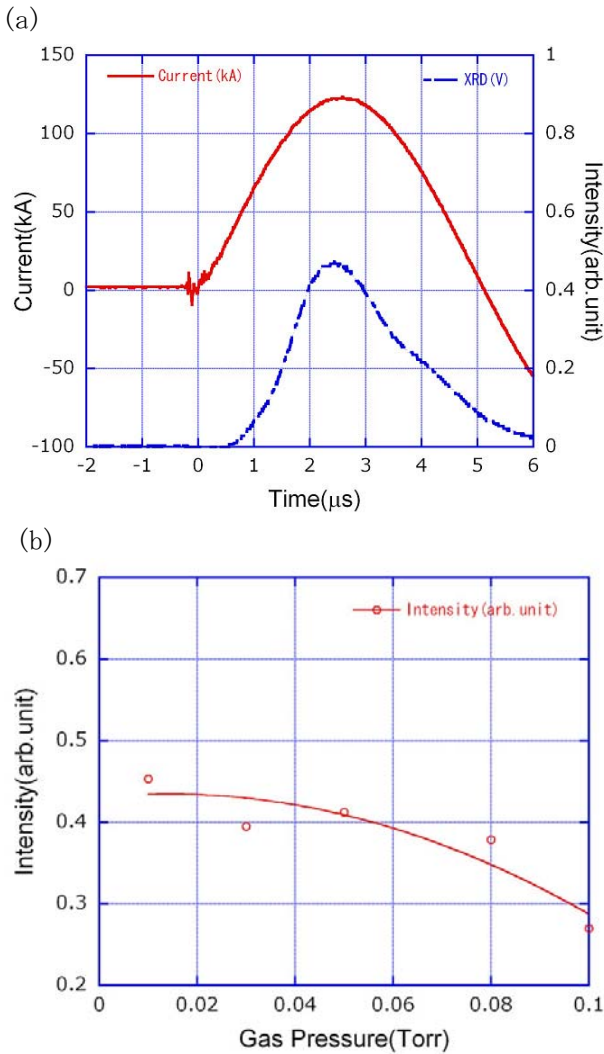 (a)
Current(kA)
XRD(V)
150
100
50
0
-50
-100
1
0.8
0.6
0.4
0.2
0
Current(kA)
Intensity(arb.unit)
-2 -1 0 1 2 3 4 5 6
Time(μs)
(b)
Intensity(arb.unit)
0.7
0.6
0.5
0.4
0.3
0.2
Intensity(arb.unit)
0 0.02 0.04 0.06 0.08 0.1
Gas Pressure(Torr)